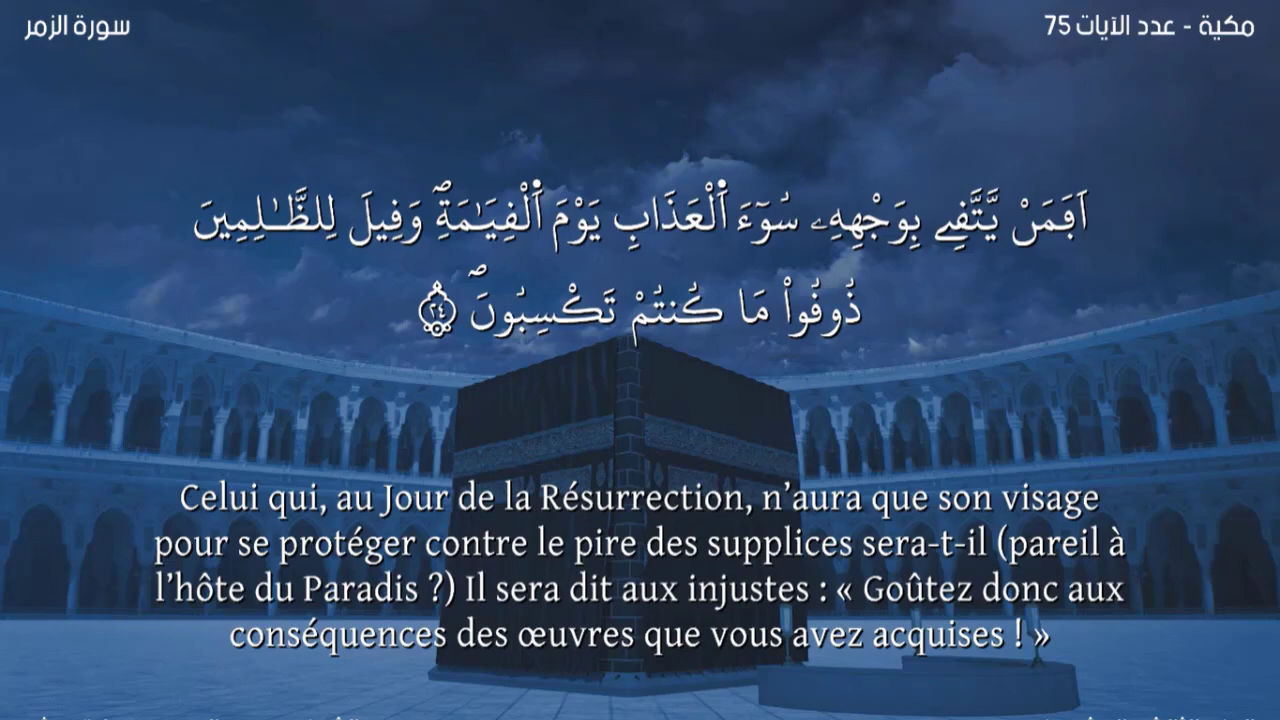 سورة الزمر
مكية - عدد الآيات 75
اَفَمَنْ يَّتَّقِے بِوَجْهِهِۦ سُوٓءَ اَ۬لْعَذَابِ يَوْمَ اَ۬لْقِيَٰمَةِۖ وَقِيلَ لِلظَّٰلِمِينَ
ذُوقُواْ مَا كُنتُمْ تَكْسِبُونَۖ ٢٤
Celui qui, au Jour de la Résurrection, n’aura que son visage
pour se protéger contre le pire des supplices sera-t-il (pareil à
l’hôte du Paradis ?) Il sera dit aux injustes : « Goûtez donc aux
conséquences des œuvres que vous avez acquises ! »